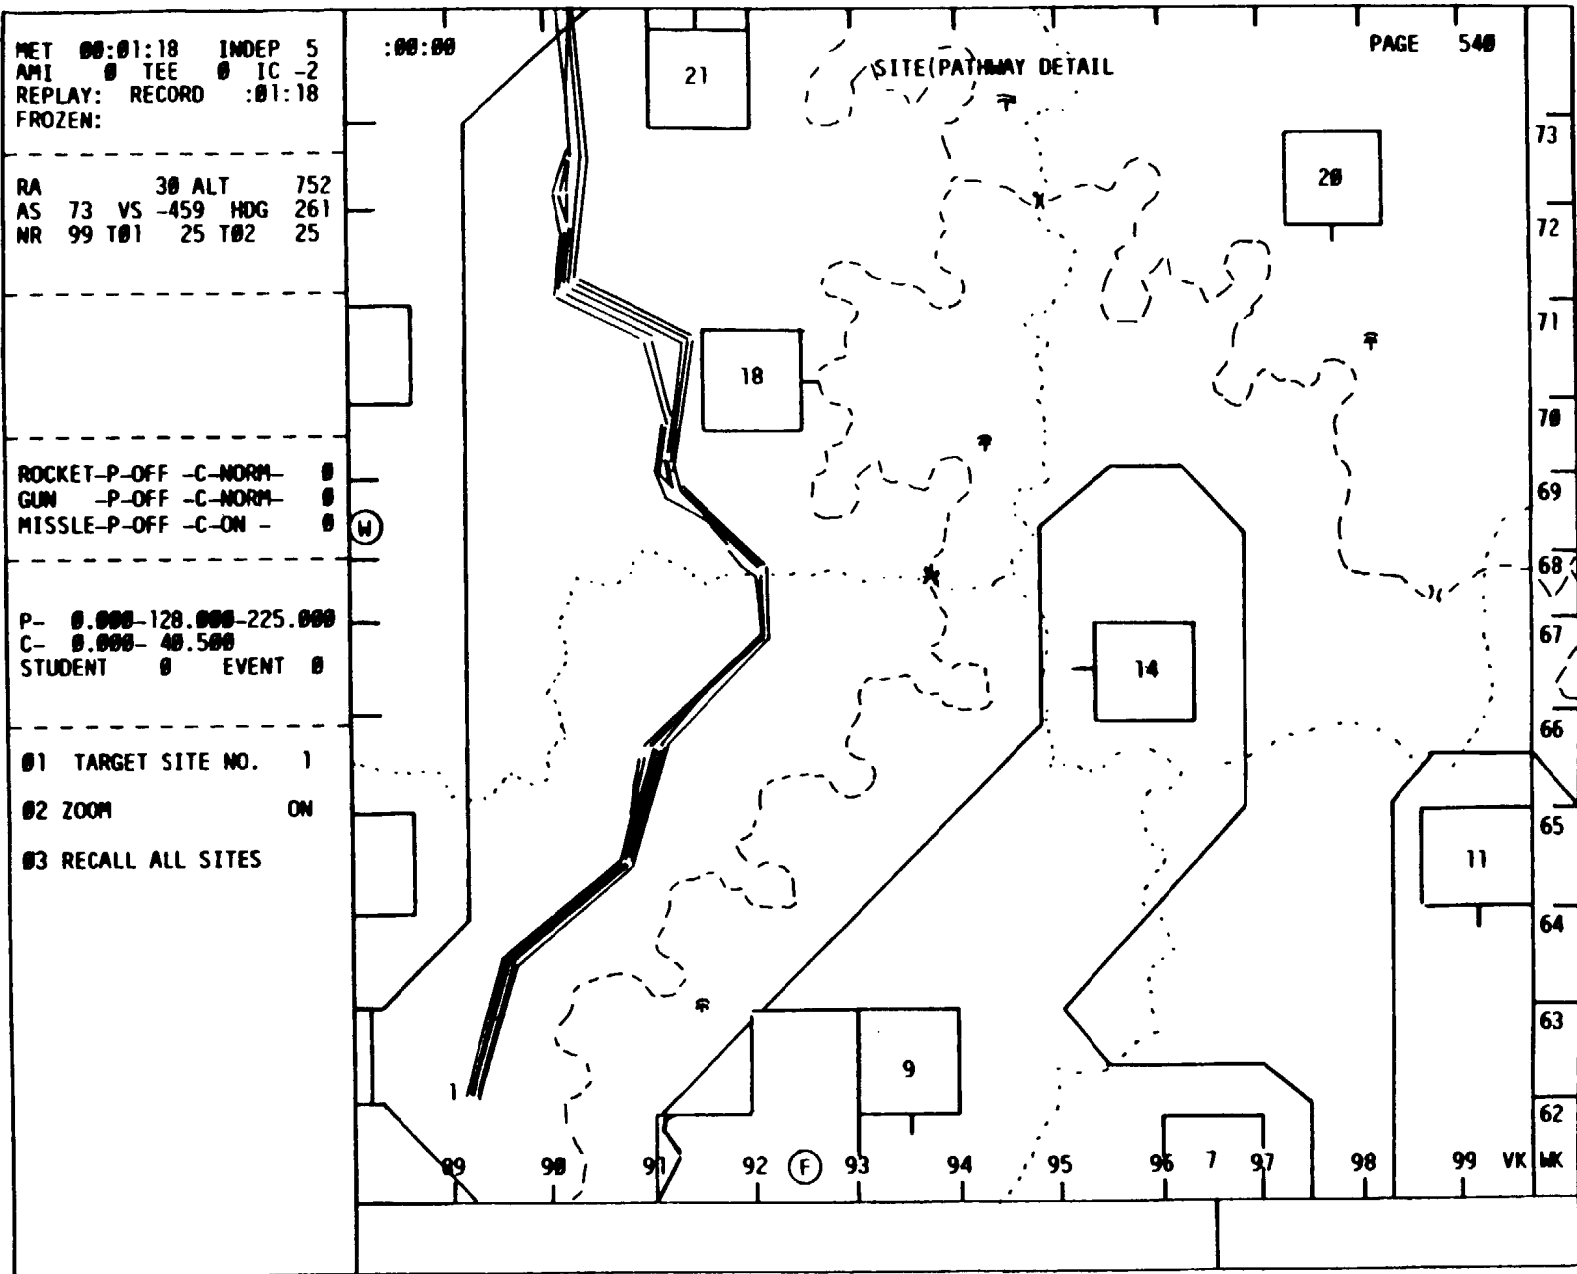 MET 00:01:18 INDEP 5 :00:00
AMI 0 TEE 0 IC -2
REPLAY: RECORD :01:18
FROZEN:
SITE(PATHWAY DETAIL
PAGE 540
RA 30 ALT 752
AS 73 VS -459 HDG 261
NR 99 T01 25 T02 25
ROCKET-P-OFF -C-NORM- 0
GUN -P-OFF -C-NORM- 0
MISSLE-P-OFF -C-ON - 0
P- 0.000-128.000-225.000
C- 0.000- 40.500
STUDENT 0 EVENT 0
01 TARGET SITE NO. 1
02 ZOOM ON
03 RECALL ALL SITES
21
20
18
14
11
9
7
1
W
F
73
72
71
70
69
68
67
66
65
64
63
62
89 90 91 92 93 94 95 96 97 98 99 VK WK